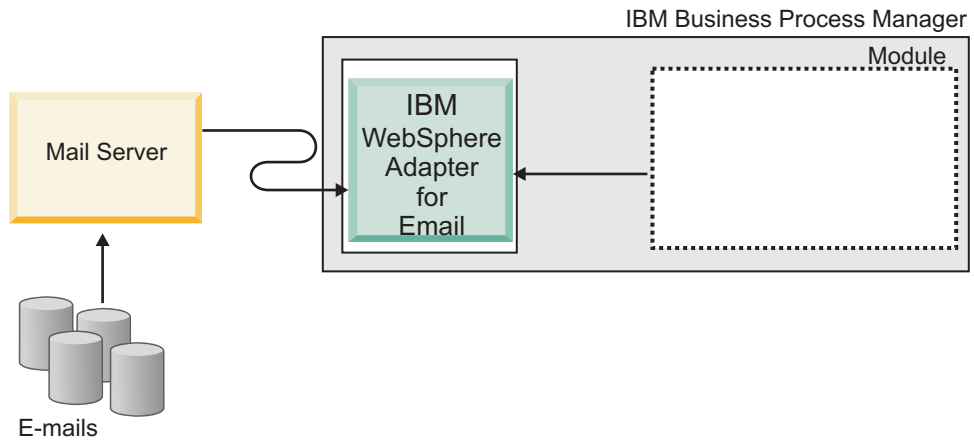 IBM Business Process Manager
Module
IBM
WebSphere
Adapter
for
Email
Mail Server
E-mails